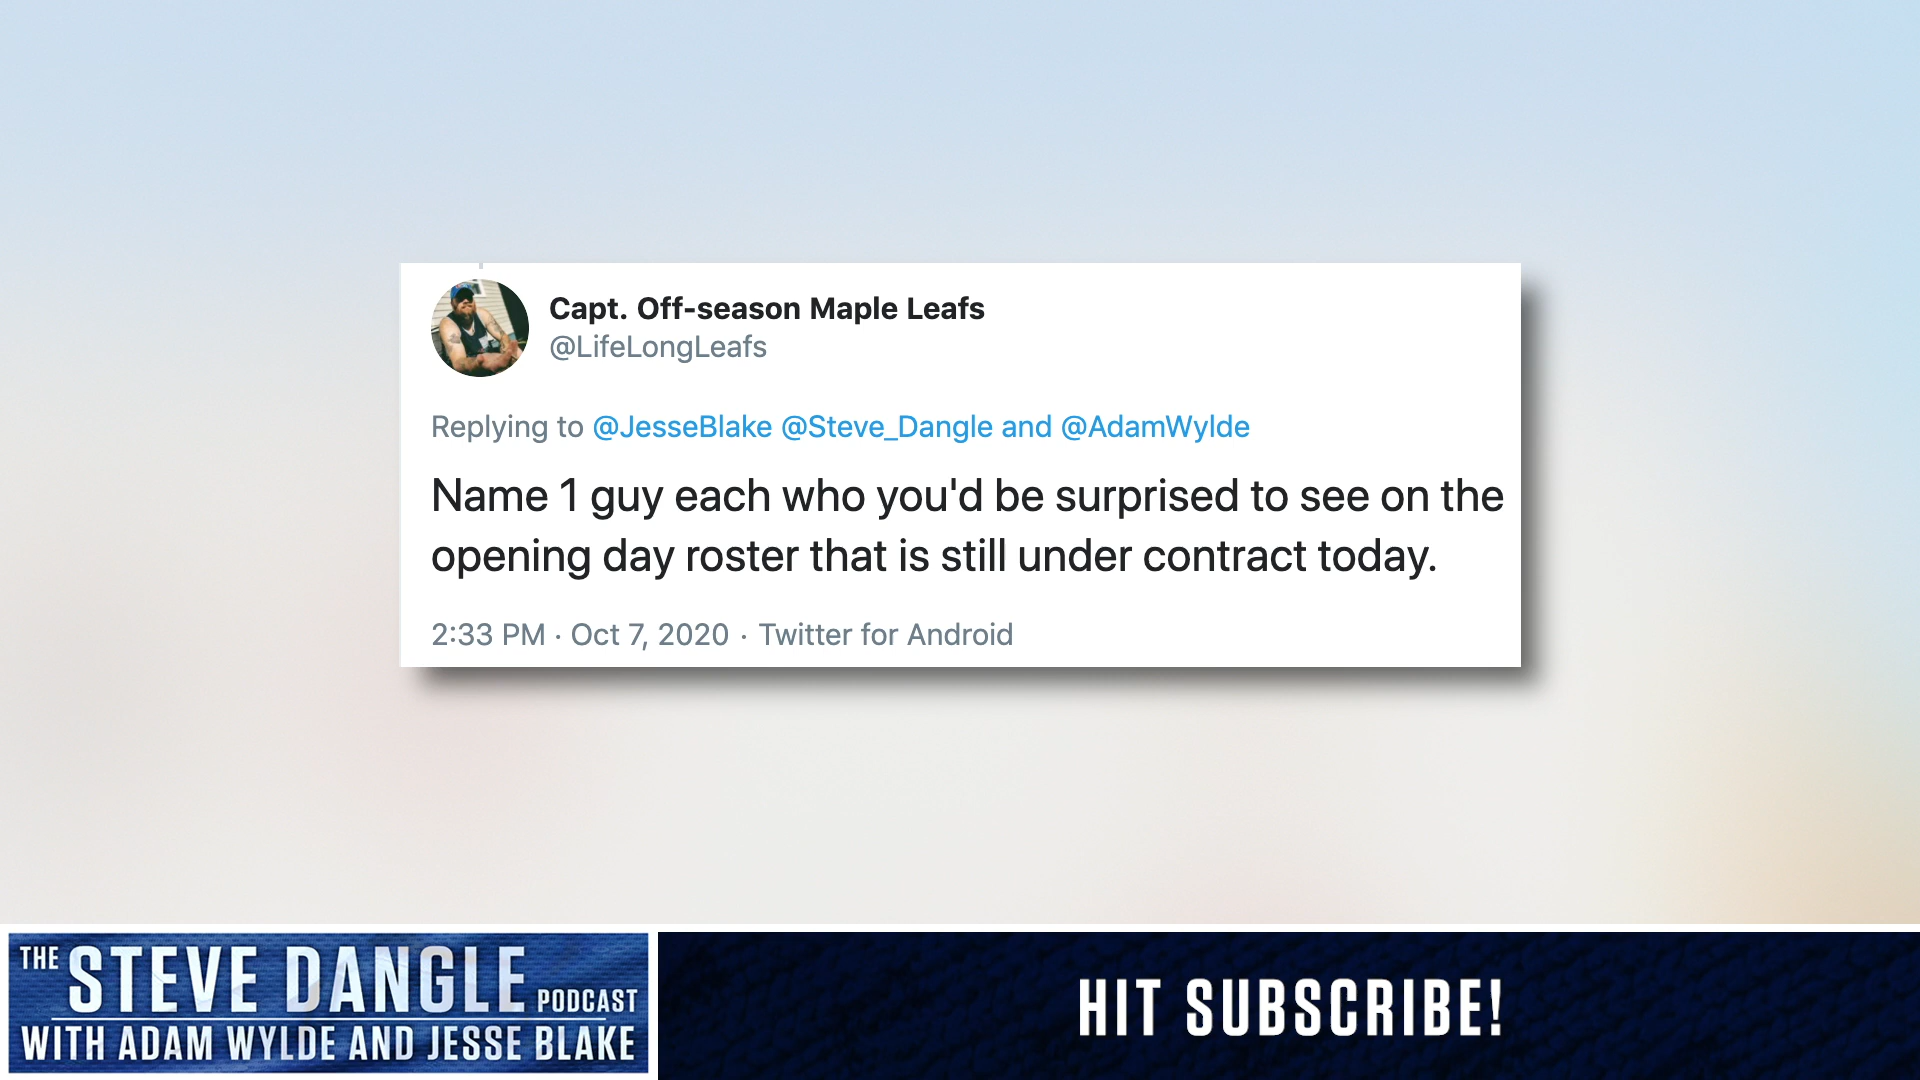 Capt. Off-season Maple Leafs
@LifeLongLeafs
Replying to @JesseBlake @Steve_Dangle and @AdamWylde
Name 1 guy each who you'd be surprised to see on the
opening day roster that is still under contract today.
2:33 PM · Oct 7, 2020 · Twitter for Android
THE STEVE DANGLE PODCAST
WITH ADAM WYLDE AND JESSE BLAKE
HIT SUBSCRIBE!